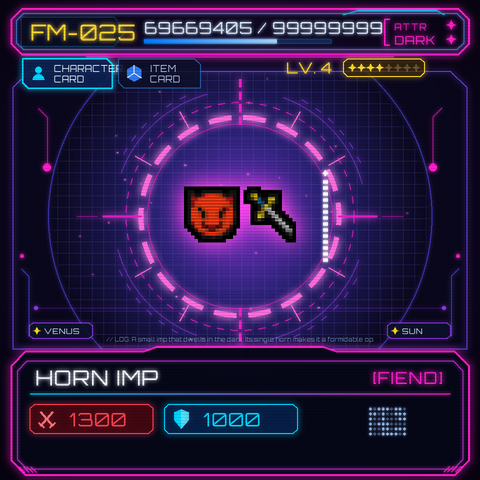 FM-025
69669405 / 99999999
ATTR
DARK
CHARACTER
CARD
ITEM
CARD
LV. 4
VENUS
SUN
// LOG: A small imp that dwells in the dark, its single horn makes it a formidable op.
HORN IMP
[FIEND]
1300
1000